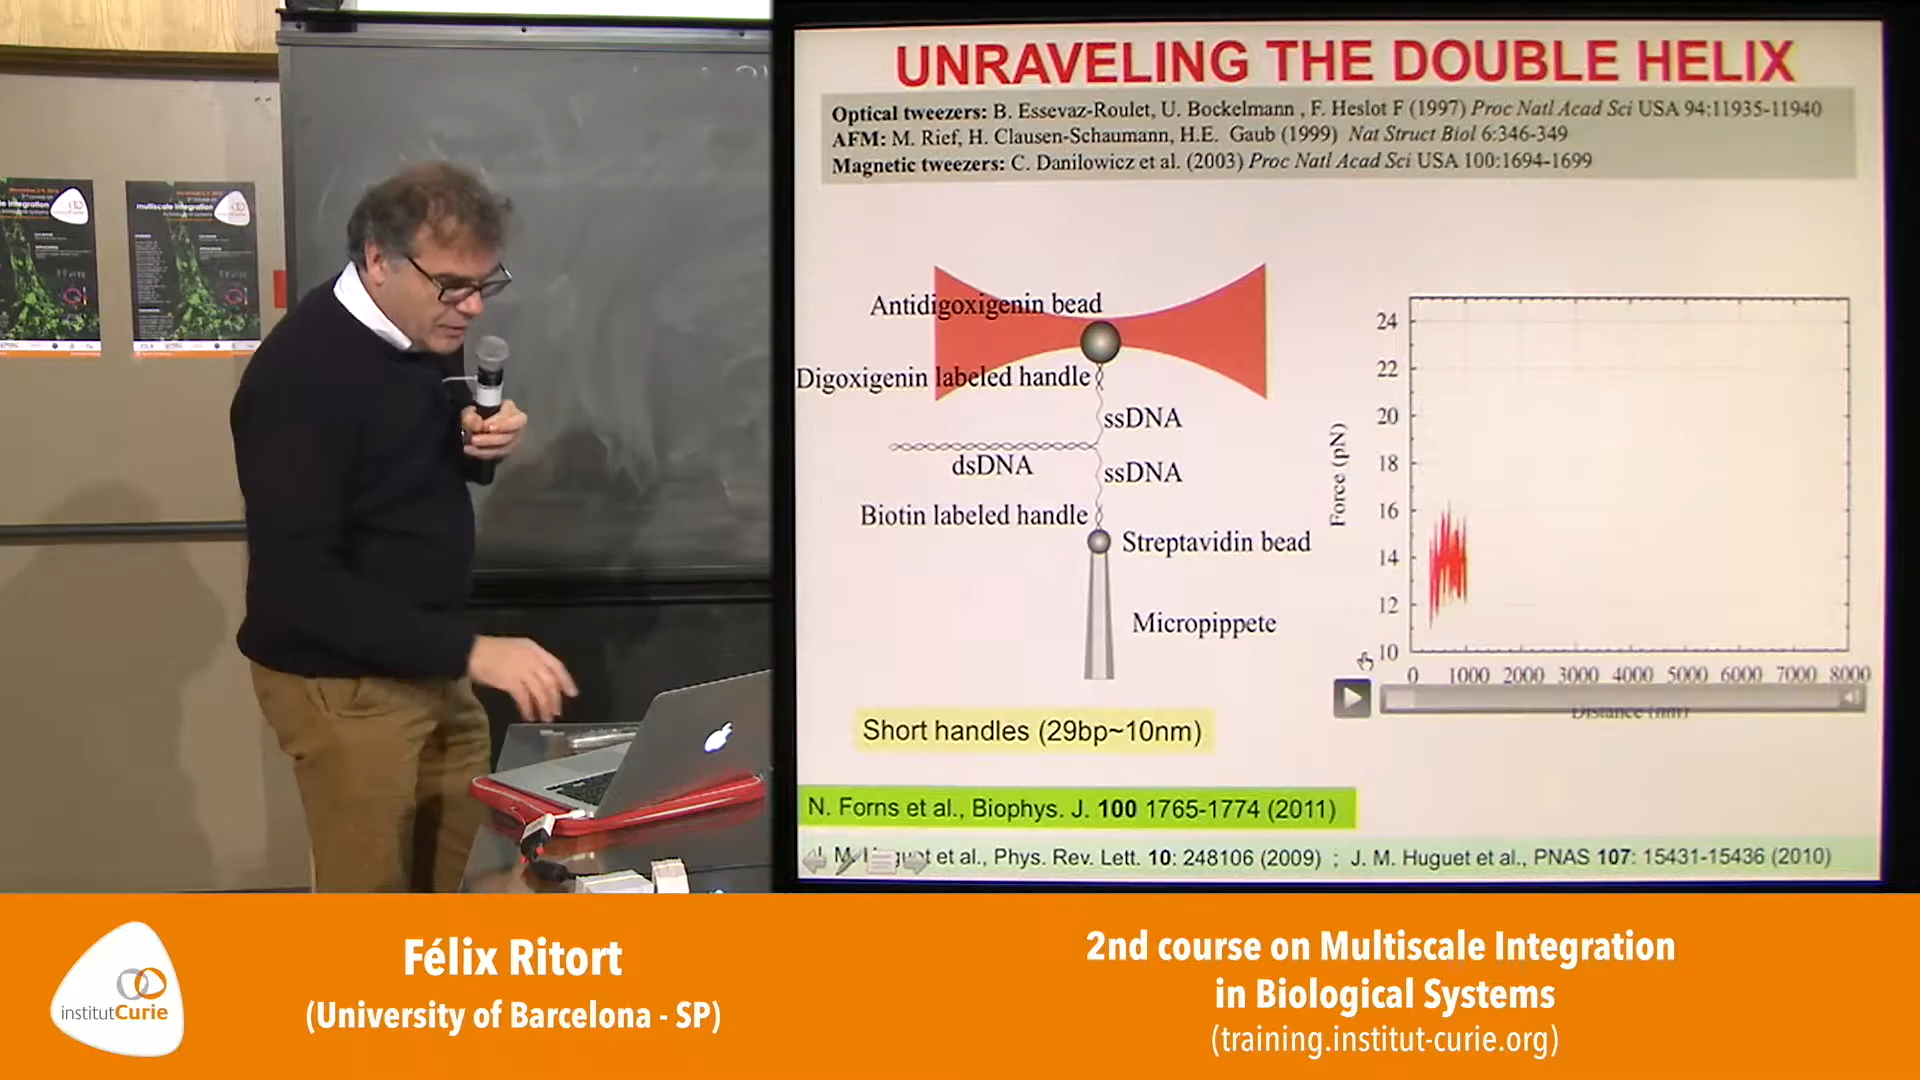 UNRAVELING THE DOUBLE HELIX
Optical tweezers: B. Essevaz-Roulet, U. Bockelmann , F. Heslot F (1997) Proc Natl Acad Sci USA 94:11935-11940
AFM: M. Rief, H. Clausen-Schaumann, H.E. Gaub (1999) Nat Struct Biol 6:346-349
Magnetic tweezers: C. Danilowicz et al. (2003) Proc Natl Acad Sci USA 100:1694-1699
Antidigoxigenin bead
Digoxigenin labeled handle
ssDNA
dsDNA
ssDNA
Biotin labeled handle
Streptavidin bead
Micropippete
Short handles (29bp~10nm)
Force (pN)
24
22
20
18
16
14
12
10
0 1000 2000 3000 4000 5000 6000 7000 8000
Distance (nm)
N. Forns et al., Biophys. J. 100 1765-1774 (2011)
J. M. Huguet et al., Phys. Rev. Lett. 10: 248106 (2009) ; J. M. Huguet et al., PNAS 107: 15431-15436 (2010)
multiscale integration
institutCurie
Félix Ritort
(University of Barcelona - SP)
2nd course on Multiscale Integration
in Biological Systems
(training.institut-curie.org)